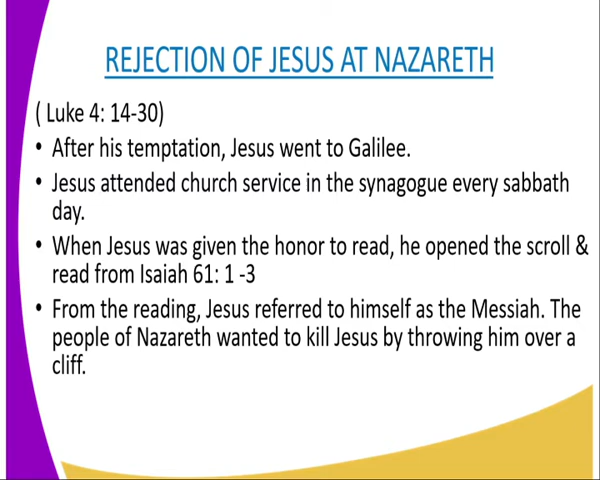 REJECTION OF JESUS AT NAZARETH
( Luke 4: 14-30)
• After his temptation, Jesus went to Galilee.
• Jesus attended church service in the synagogue every sabbath
day.
• When Jesus was given the honor to read, he opened the scroll &
read from Isaiah 61: 1 -3
• From the reading, Jesus referred to himself as the Messiah. The
people of Nazareth wanted to kill Jesus by throwing him over a
cliff.